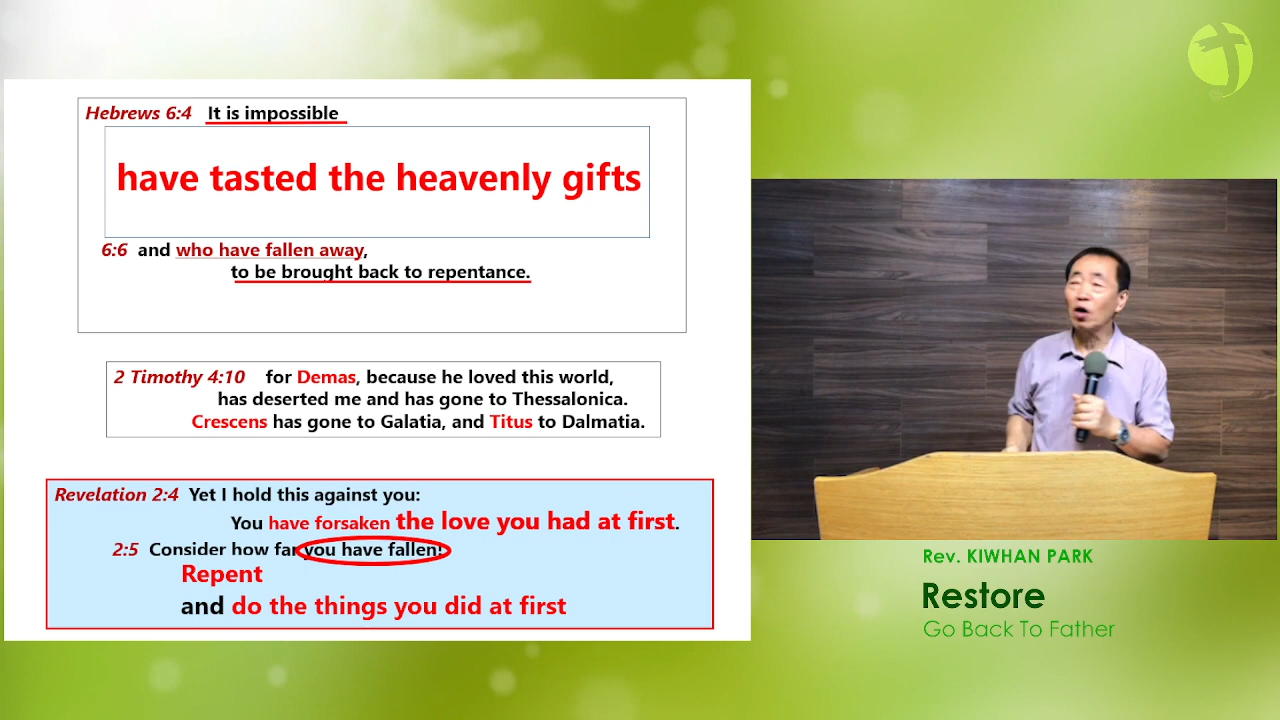 Hebrews 6:4 It is impossible
have tasted the heavenly gifts
6:6 and who have fallen away,
to be brought back to repentance.
2 Timothy 4:10 for Demas, because he loved this world,
has deserted me and has gone to Thessalonica.
Crescens has gone to Galatia, and Titus to Dalmatia.
Revelation 2:4 Yet I hold this against you:
You have forsaken the love you had at first.
2:5 Consider how far you have fallen!
Repent
and do the things you did at first
Rev. KIWHAN PARK
Restore
Go Back To Father